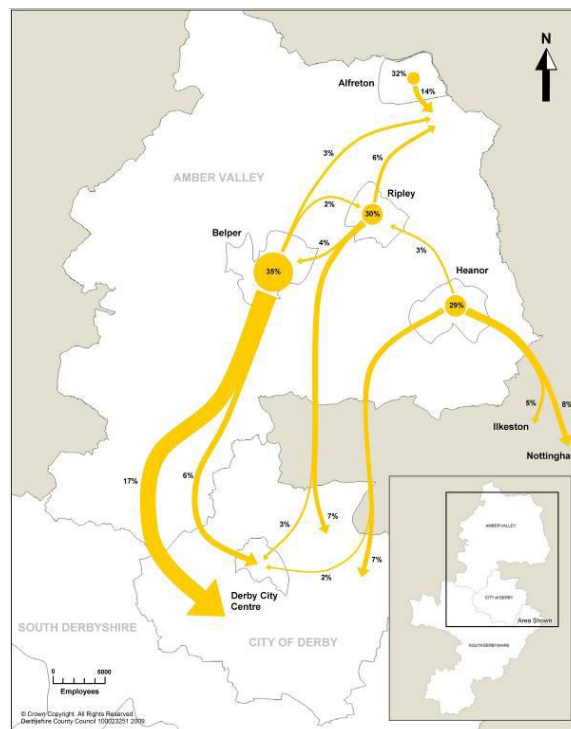 N
32%
Alfreton
14%
3%
6%
AMBER VALLEY
Ripley
2%
30%
Belper
4%
3%
Heanor
35%
29%
5%
8%
Ilkeston
Nottingha
17%
6%
3%
7%
7%
2%
Derby City
Centre
SOUTH DERBYSHIRE
CITY OF DERBY
AMBER VALLEY
CITY OF DERBY
Area Shown
SOUTH DERBYSHIRE
0
6000
Employees
© Crown Copyright. All Rights Reserved
Derbyshire County Council 100023251 2009